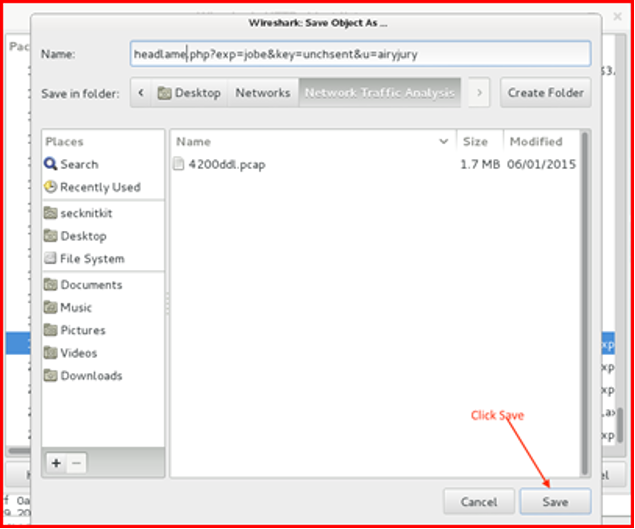 Wireshark: Save Object As ...
Pac
Name:
headlame.php?exp=jobe&key=unchsent&u=airyjury
Save in folder:
Desktop
Networks
Network Traffic Analysis
Create Folder
Places
Name
Size
Modified
Search
4200ddl.pcap
1.7 MB
06/01/2015
Recently Used
secknitkit
Desktop
File System
Documents
Music
Pictures
Videos
Downloads
Click Save
Cancel
Save